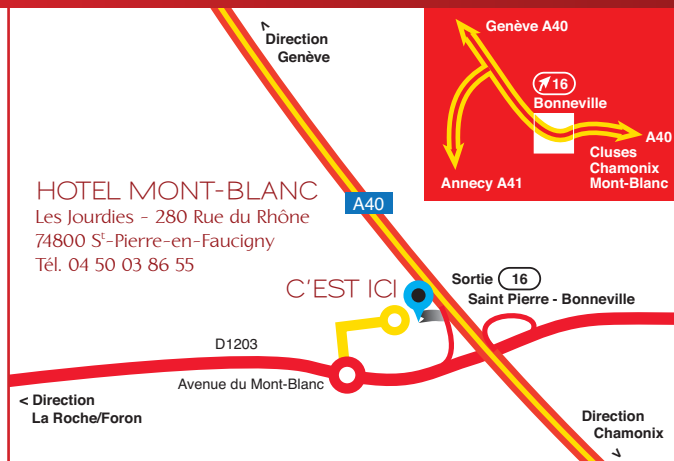 ^
Direction
Genève
Genève A40
16
Bonneville
A40
Cluses
Chamonix
Mont-Blanc
Annecy A41
HOTEL MONT-BLANC
Les Jourdies - 280 Rue du Rhône
74800 Sᵗ-Pierre-en-Faucigny
Tél. 04 50 03 86 55
A40
C'EST ICI
Sortie 16
Saint Pierre - Bonneville
D1203
Avenue du Mont-Blanc
< Direction
La Roche/Foron
Direction
Chamonix
>